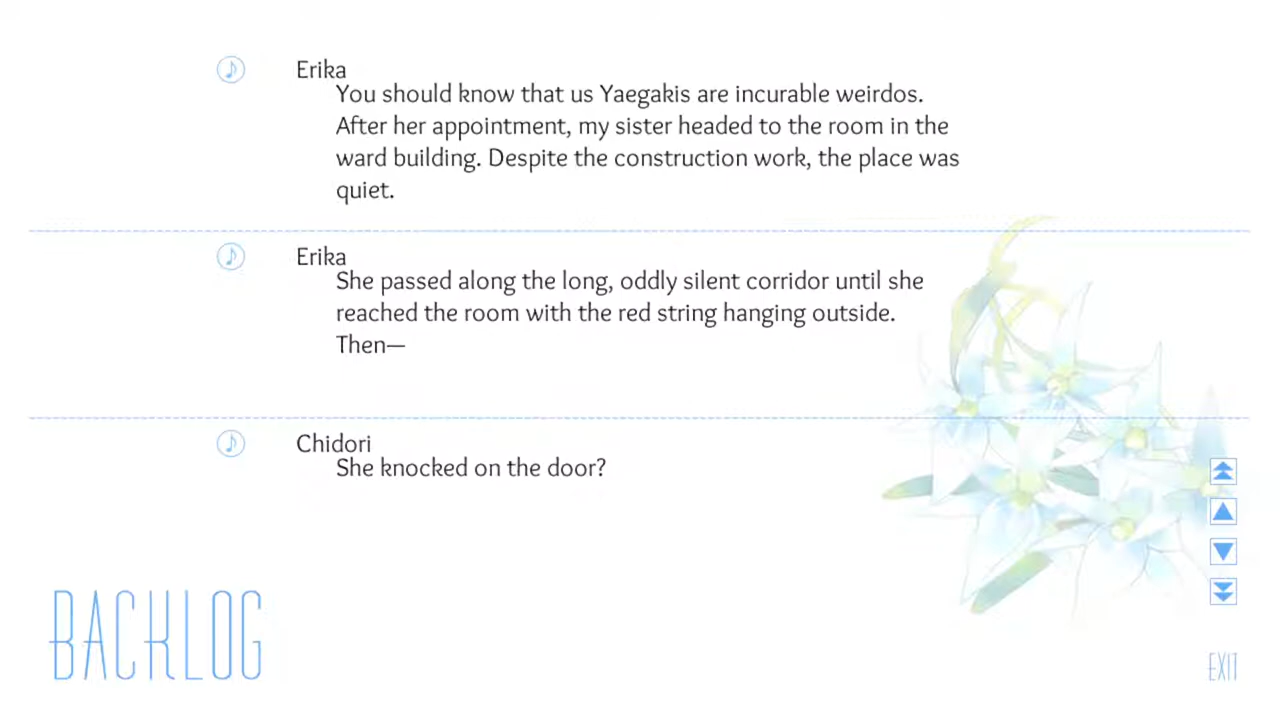 Erika
You should know that us Yaegakis are incurable weirdos.
After her appointment, my sister headed to the room in the
ward building. Despite the construction work, the place was
quiet.
Erika
She passed along the long, oddly silent corridor until she
reached the room with the red string hanging outside.
Then—
Chidori
She knocked on the door?
BACKLOG
EXIT